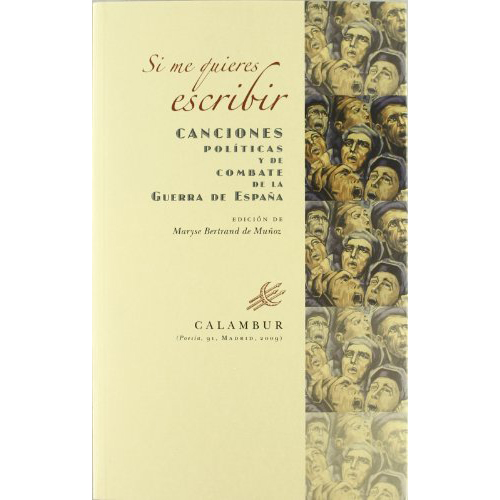 Si me quieres
escribir
CANCIONES
POLÍTICAS
Y DE
COMBATE
DE LA
GUERRA DE ESPAÑA
EDICIÓN DE
Maryse Bertrand de Muñoz
CALAMBUR
(Poesía, 91, MADRID, 2009)